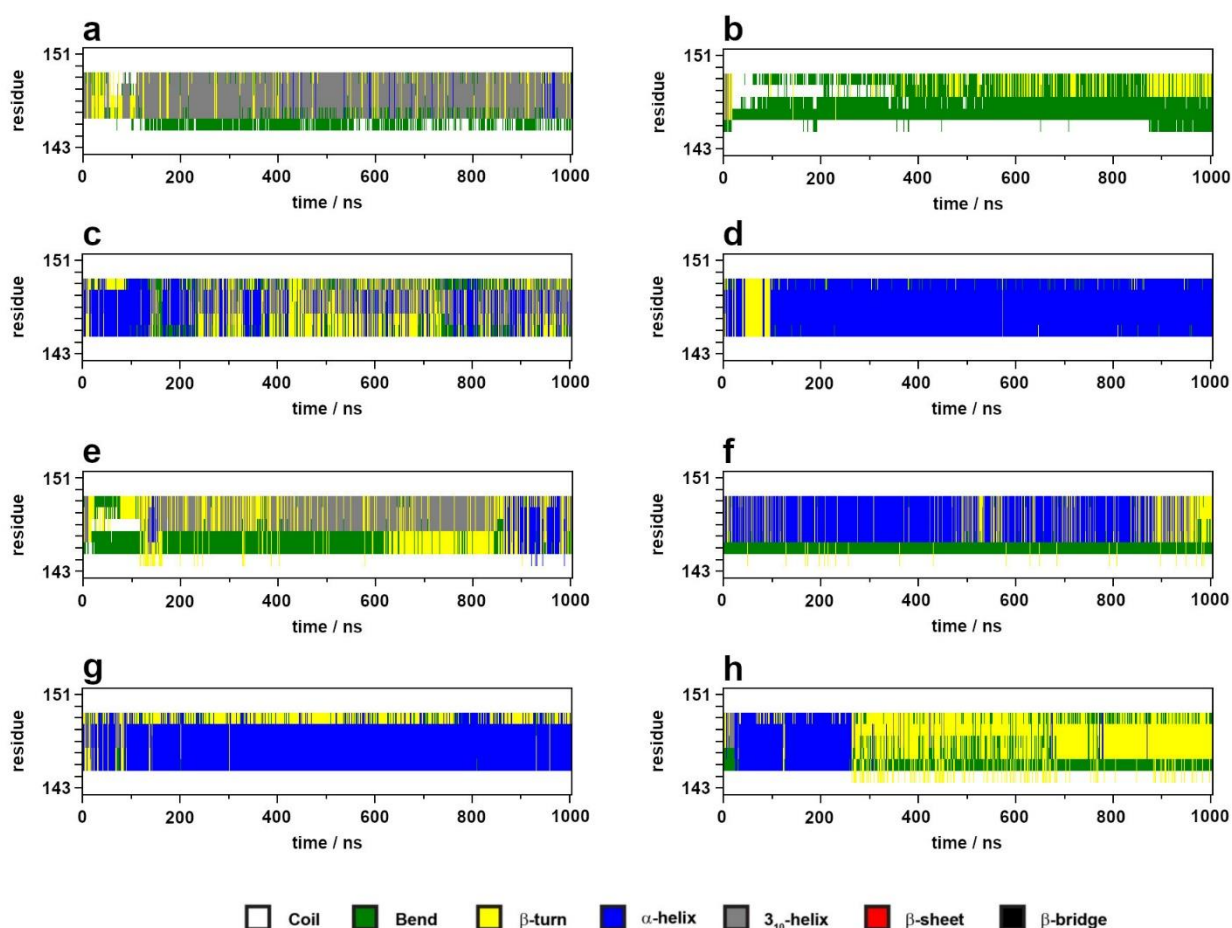 a b
151 151
residue residue
143 143
0 200 400 600 800 1000 0 200 400 600 800 1000
time / ns time / ns
c d
151 151
residue residue
143 143
0 200 400 600 800 1000 0 200 400 600 800 1000
time / ns time / ns
e f
151 151
residue residue
143 143
0 200 400 600 800 1000 0 200 400 600 800 1000
time / ns time / ns
g h
151 151
residue residue
143 143
0 200 400 600 800 1000 0 200 400 600 800 1000
time / ns time / ns
Coil Bend β-turn α-helix 3₁₀-helix β-sheet β-bridge